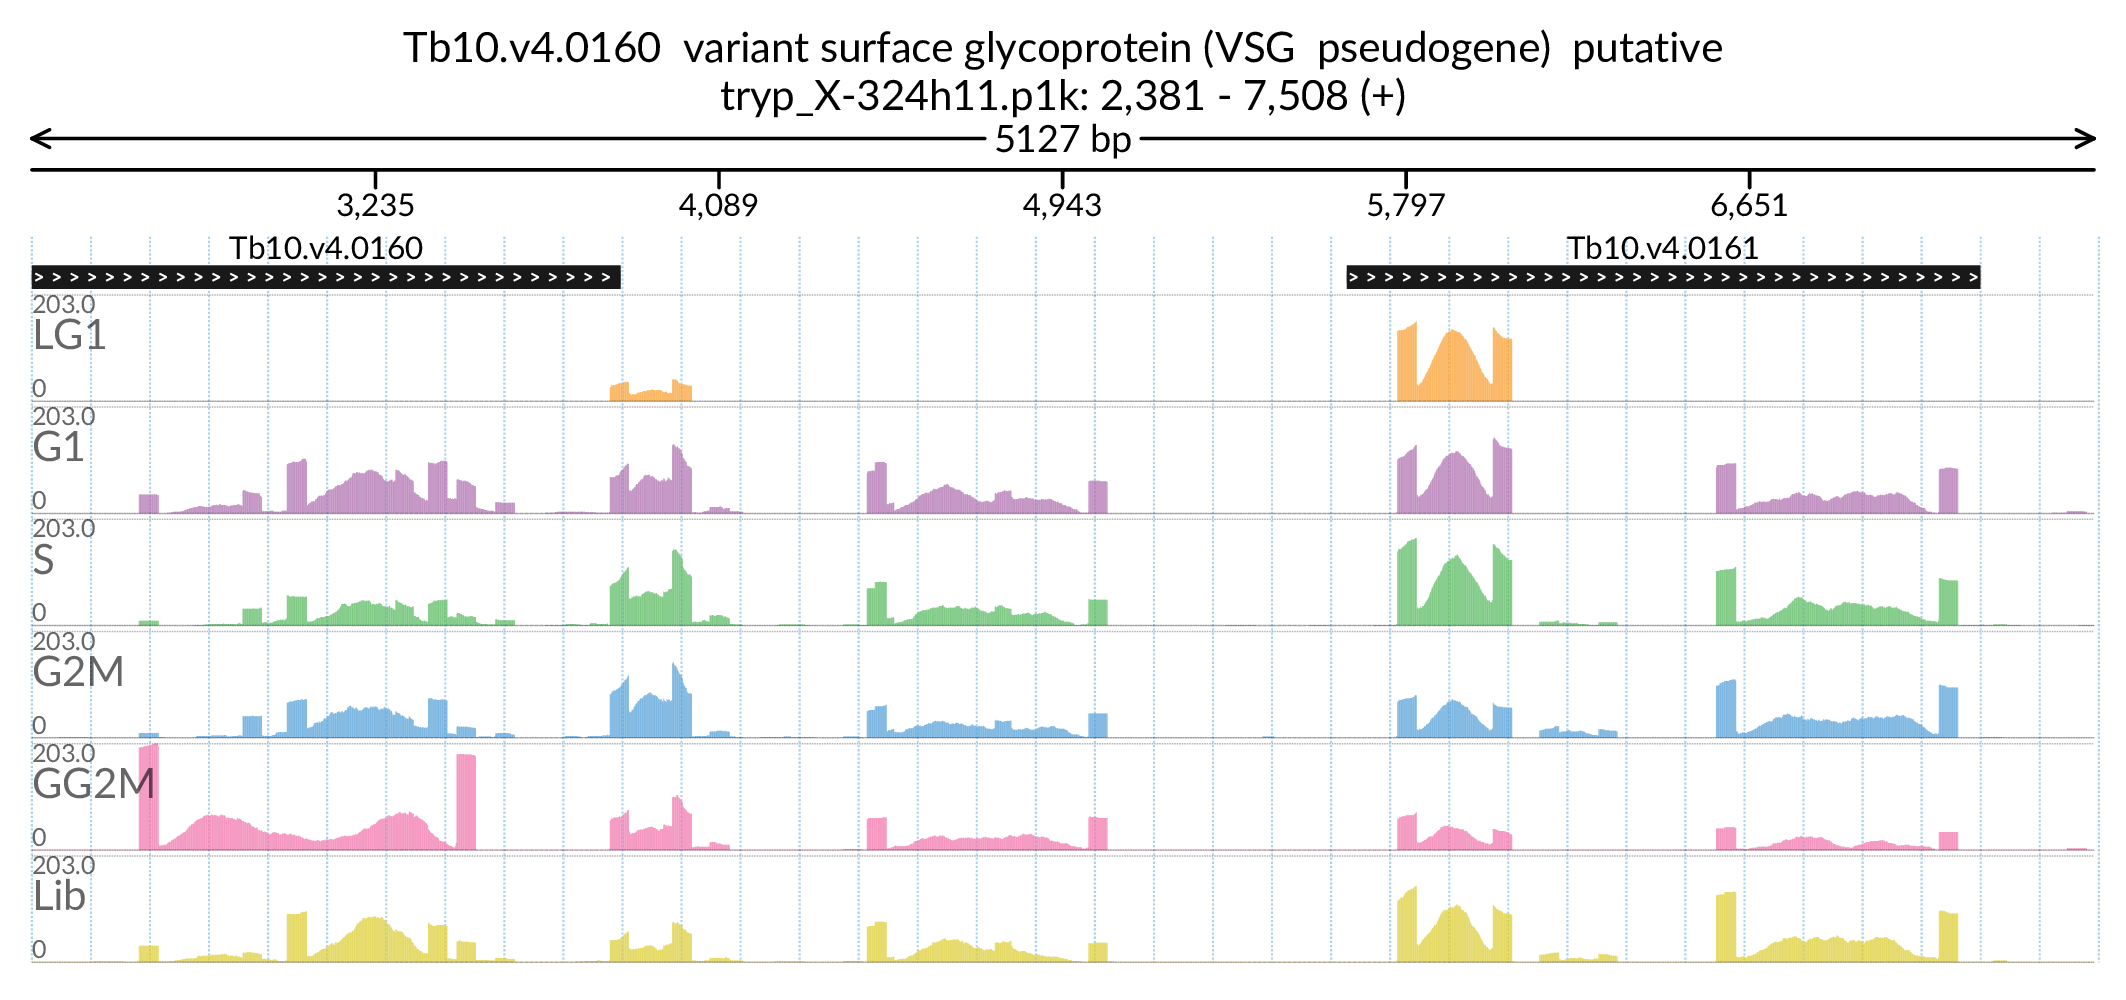 Tb10.v4.0160  variant surface glycoprotein (VSG  pseudogene)  putative
tryp_X-324h11.p1k: 2,381 - 7,508 (+)
5127 bp
3,235 4,089 4,943 5,797 6,651
Tb10.v4.0160 Tb10.v4.0161
203.0
LG1
0
203.0
G1
0
203.0
S
0
203.0
G2M
0
203.0
GG2M
0
203.0
Lib
0